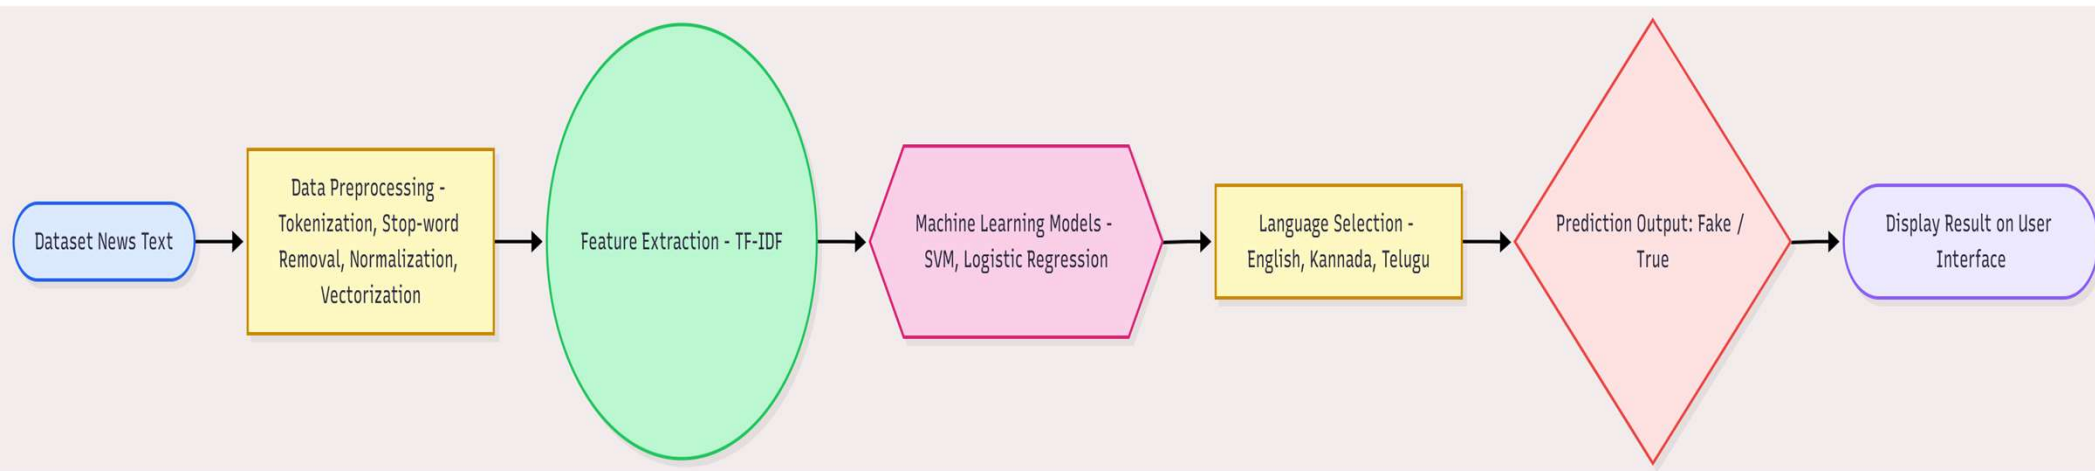 Dataset News Text
Data Preprocessing -
Tokenization, Stop-word
Removal, Normalization,
Vectorization
Feature Extraction - TF-IDF
Machine Learning Models -
SVM, Logistic Regression
Language Selection -
English, Kannada, Telugu
Prediction Output: Fake /
True
Display Result on User
Interface